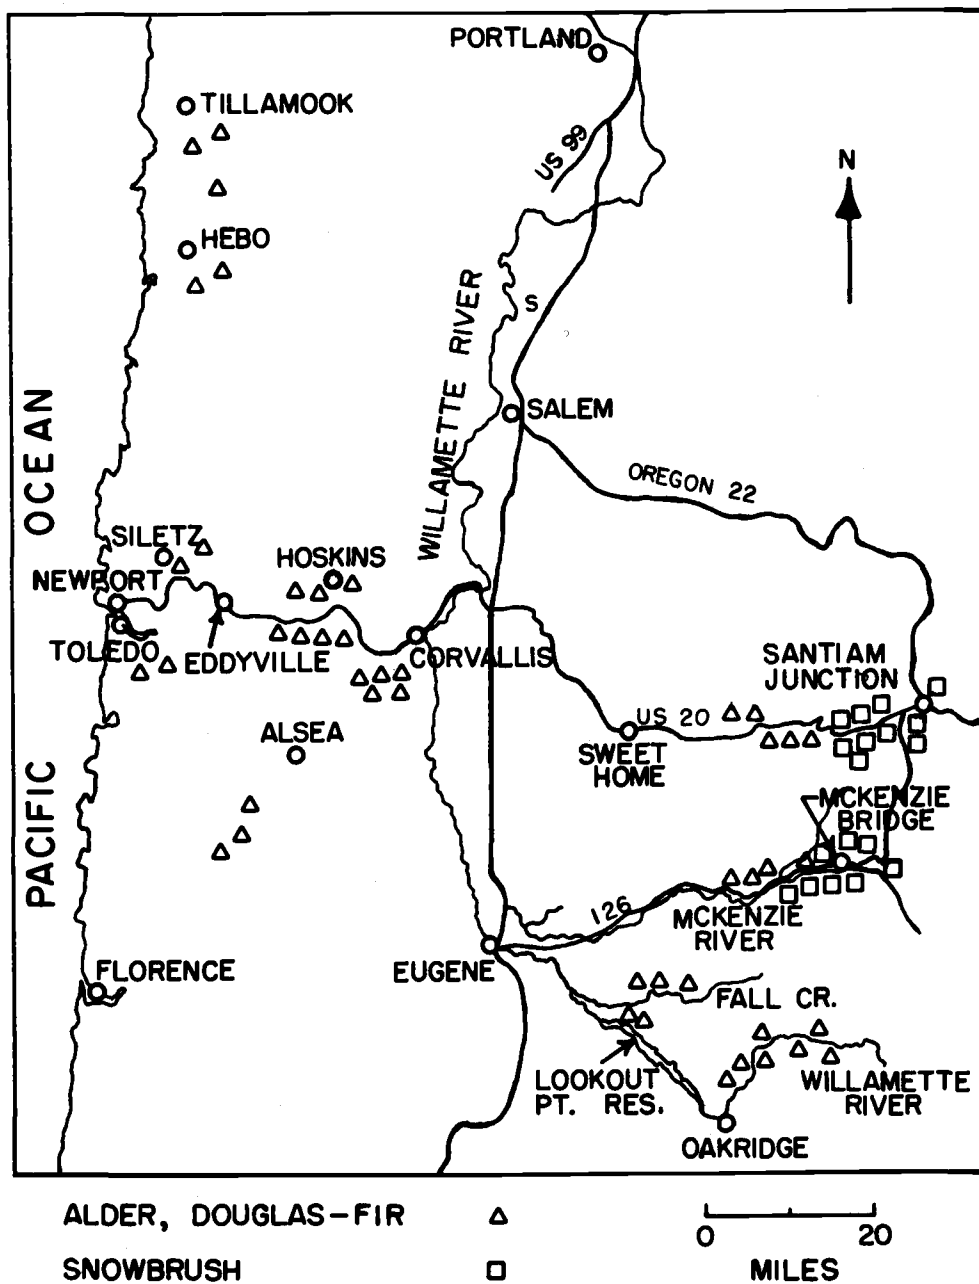 PORTLAND
TILLAMOOK
US 99
N
HEBO
S
WILLAMETTE RIVER
SALEM
OREGON 22
PACIFIC OCEAN
SILETZ
HOSKINS
NEWPORT
TOLEDO
EDDYVILLE
CORVALLIS
SANTIAM
JUNCTION
ALSEA
US 20
SWEET
HOME
MCKENZIE
BRIDGE
126
MCKENZIE
RIVER
FLORENCE
EUGENE
FALL CR.
LOOKOUT
PT. RES.
WILLAMETTE
RIVER
OAKRIDGE
ALDER, DOUGLAS-FIR
0 20
SNOWBRUSH
MILES